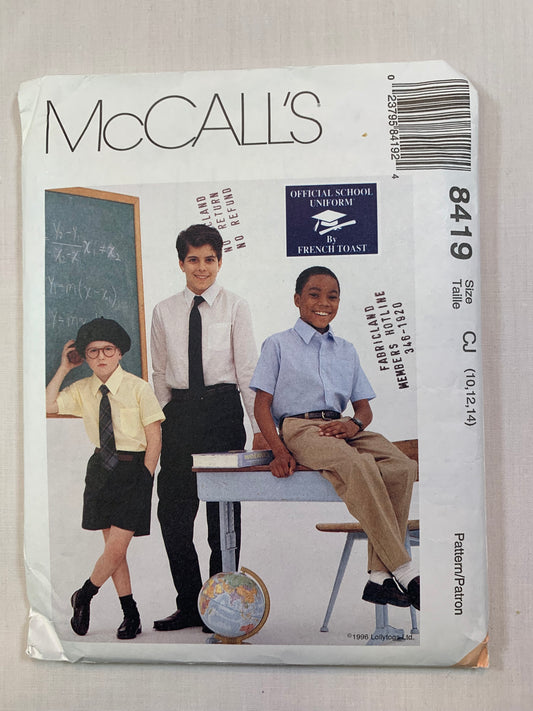 McCALL'S
0 23795 84192 4
8419
Size
Taille
CJ (10,12,14)
Pattern/Patron
OFFICIAL SCHOOL
UNIFORM
By
FRENCH TOAST
LAND
NO RETURN
NO REFUND
FABRICLAND
MEMBERS HOTLINE
346-1920
©1996 Lollytogs Ltd.